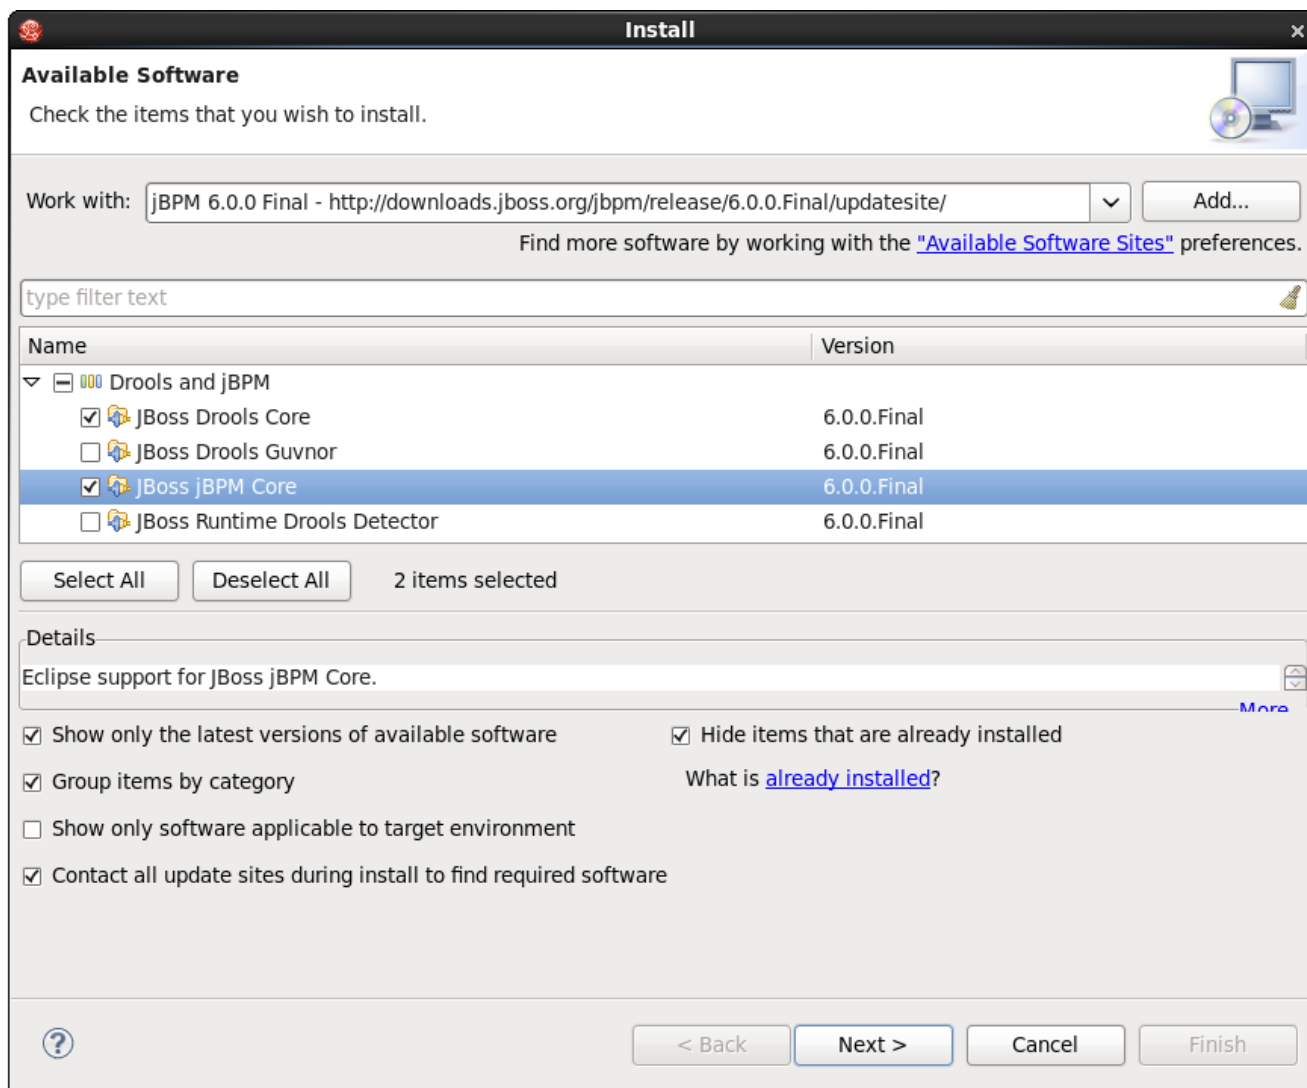 Install
Available Software
Check the items that you wish to install.
Work with: jBPM 6.0.0 Final - http://downloads.jboss.org/jbpm/release/6.0.0.Final/updatesite/ Add...
Find more software by working with the "Available Software Sites" preferences.
type filter text
Name Version
Drools and jBPM
JBoss Drools Core 6.0.0.Final
JBoss Drools Guvnor 6.0.0.Final
JBoss jBPM Core 6.0.0.Final
JBoss Runtime Drools Detector 6.0.0.Final
Select All Deselect All 2 items selected
Details
Eclipse support for JBoss jBPM Core.
More
Show only the latest versions of available software Hide items that are already installed
Group items by category What is already installed?
Show only software applicable to target environment
Contact all update sites during install to find required software
? < Back Next > Cancel Finish